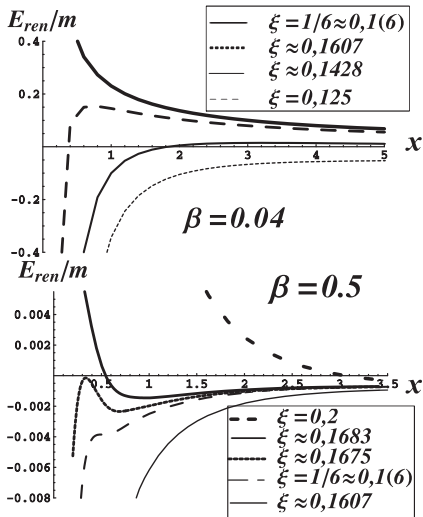 E_ren/m
0.4
0.2
-0.2
-0.4
1 2 3 4 5
x
ξ=1/6≈0,1(6)
ξ≈0,1607
ξ≈0,1428
ξ=0,125
β=0.04
E_ren/m
0.004
0.002
-0.002
-0.004
-0.006
-0.008
0.5 1 1.5 2 2.5 3 3.5
x
β=0.5
ξ=0,2
ξ≈0,1683
ξ≈0,1675
ξ=1/6≈0,1(6)
ξ≈0,1607